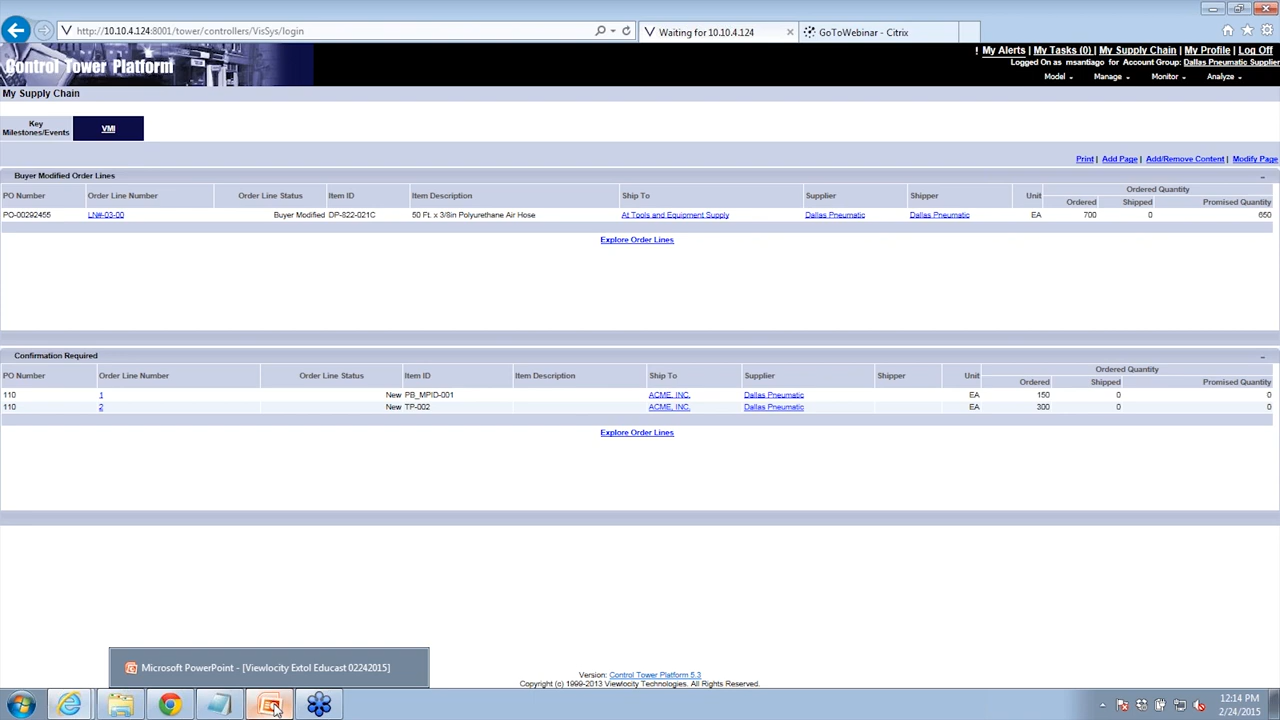 http://10.10.4.124:8001/tower/controllers/VisSys/login
Waiting for 10.10.4.124
GoToWebinar - Citrix
Control Tower Platform
! My Alerts | My Tasks (0) | My Supply Chain | My Profile | Log Off
Logged On As msantiago for Account Group: Dallas Pneumatic Supplier
Model Manage Monitor Analyze
My Supply Chain
Key Milestones/Events
VMI
Print | Add Page | Add/Remove Content | Modify Page
Buyer Modified Order Lines
PO Number Order Line Number Order Line Status Item ID Item Description Ship To Supplier Shipper Unit Ordered Quantity
Ordered Shipped Promised Quantity
PO-00292455 LN#-03-00 Buyer Modified DP-S22-021C 50 Ft. x 3/8in Polyurethane Air Hose At Tools and Equipment Supply Dallas Pneumatic Dallas Pneumatic EA 700 0 650
Explore Order Lines
Confirmation Required
PO Number Order Line Number Order Line Status Item ID Item Description Ship To Supplier Shipper Unit Ordered Quantity
Ordered Shipped Promised Quantity
110 1 New PB_MPID-001 ACME, INC. Dallas Pneumatic EA 150 0 0
110 2 New TP-002 ACME, INC. Dallas Pneumatic EA 300 0 0
Explore Order Lines
Microsoft PowerPoint - [Viewlocity Extol Educast 02242015]
Version: Control Tower Platform 5.3
Copyright (c) 1999-2013 Viewlocity Technologies. All Rights Reserved.
12:14 PM
2/24/2015